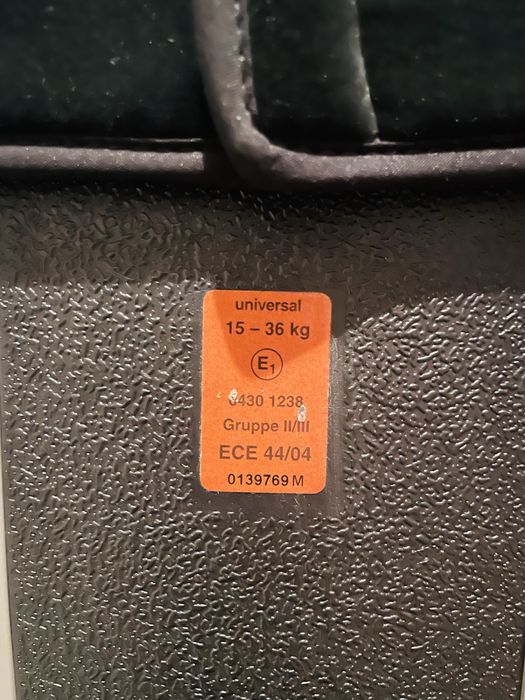 universal
15 – 36 kg
E1
0430 1238
Gruppe II/III
ECE 44/04
0139769 M